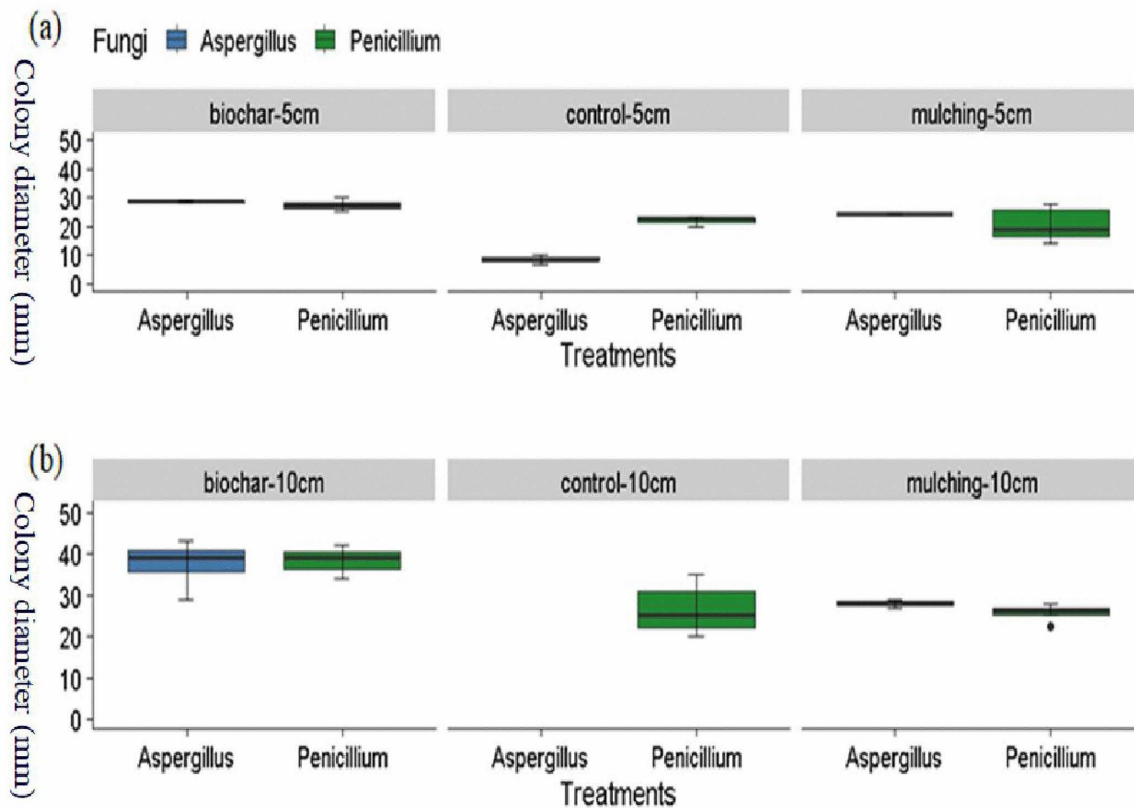 (a)
Fungi Aspergillus Penicillium
Colony diameter (mm)
biochar-5cm control-5cm mulching-5cm
50
40
30
20
10
0
Aspergillus Penicillium Aspergillus Penicillium Aspergillus Penicillium
Treatments
(b)
Colony diameter (mm)
biochar-10cm control-10cm mulching-10cm
50
40
30
20
10
0
Aspergillus Penicillium Aspergillus Penicillium Aspergillus Penicillium
Treatments